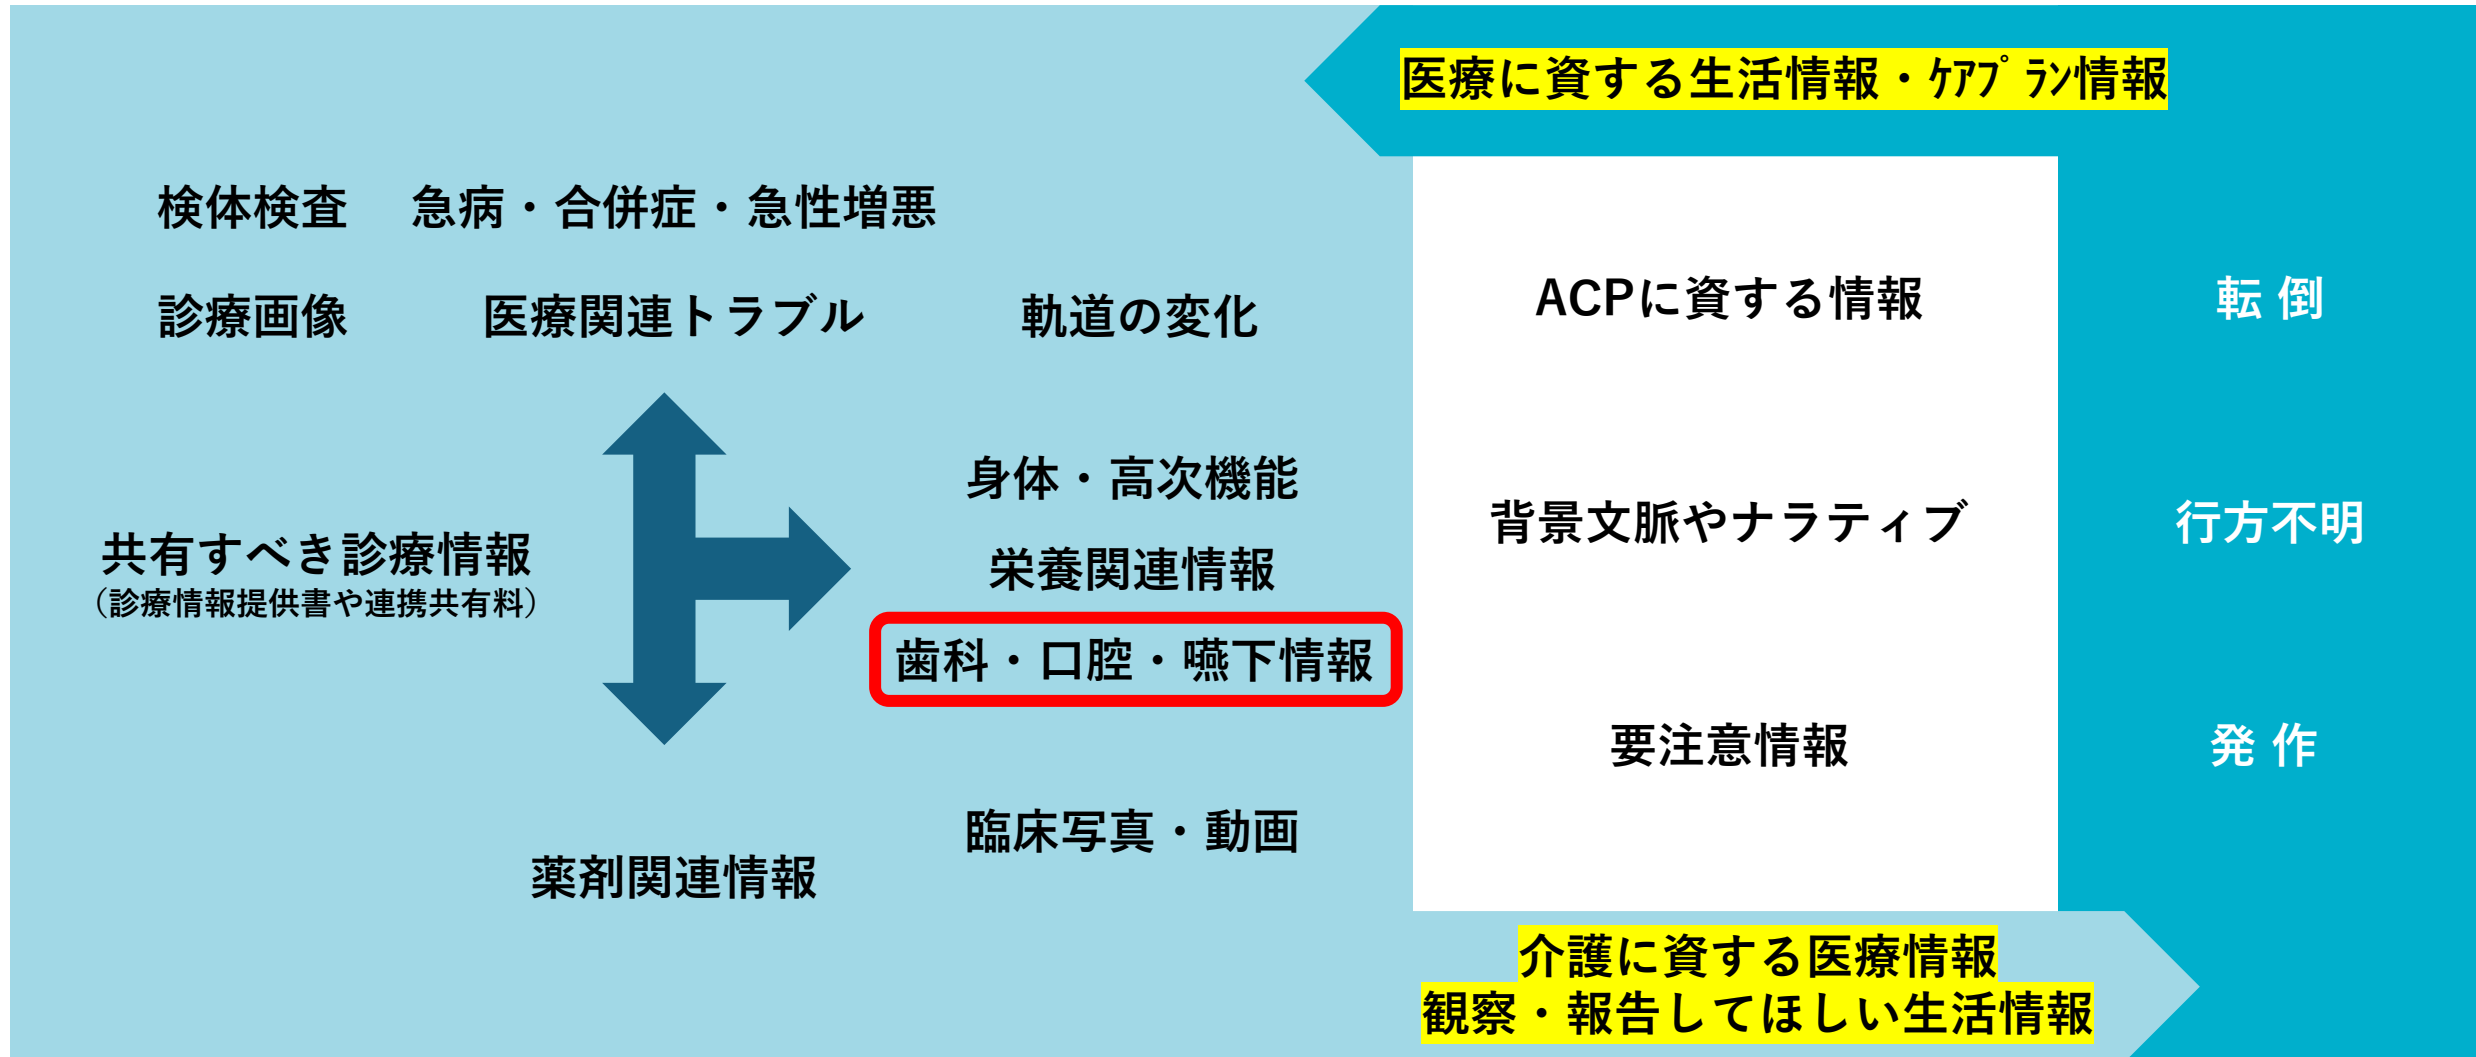 医療に資する生活情報・ｹｱﾌﾟﾗﾝ情報
検体検査
急病・合併症・急性増悪
診療画像
医療関連トラブル
軌道の変化
共有すべき診療情報
（診療情報提供書や連携共有料）
身体・高次機能
栄養関連情報
歯科・口腔・嚥下情報
臨床写真・動画
薬剤関連情報
ACPに資する情報
背景文脈やナラティブ
要注意情報
転 倒
行方不明
発 作
介護に資する医療情報
観察・報告してほしい生活情報